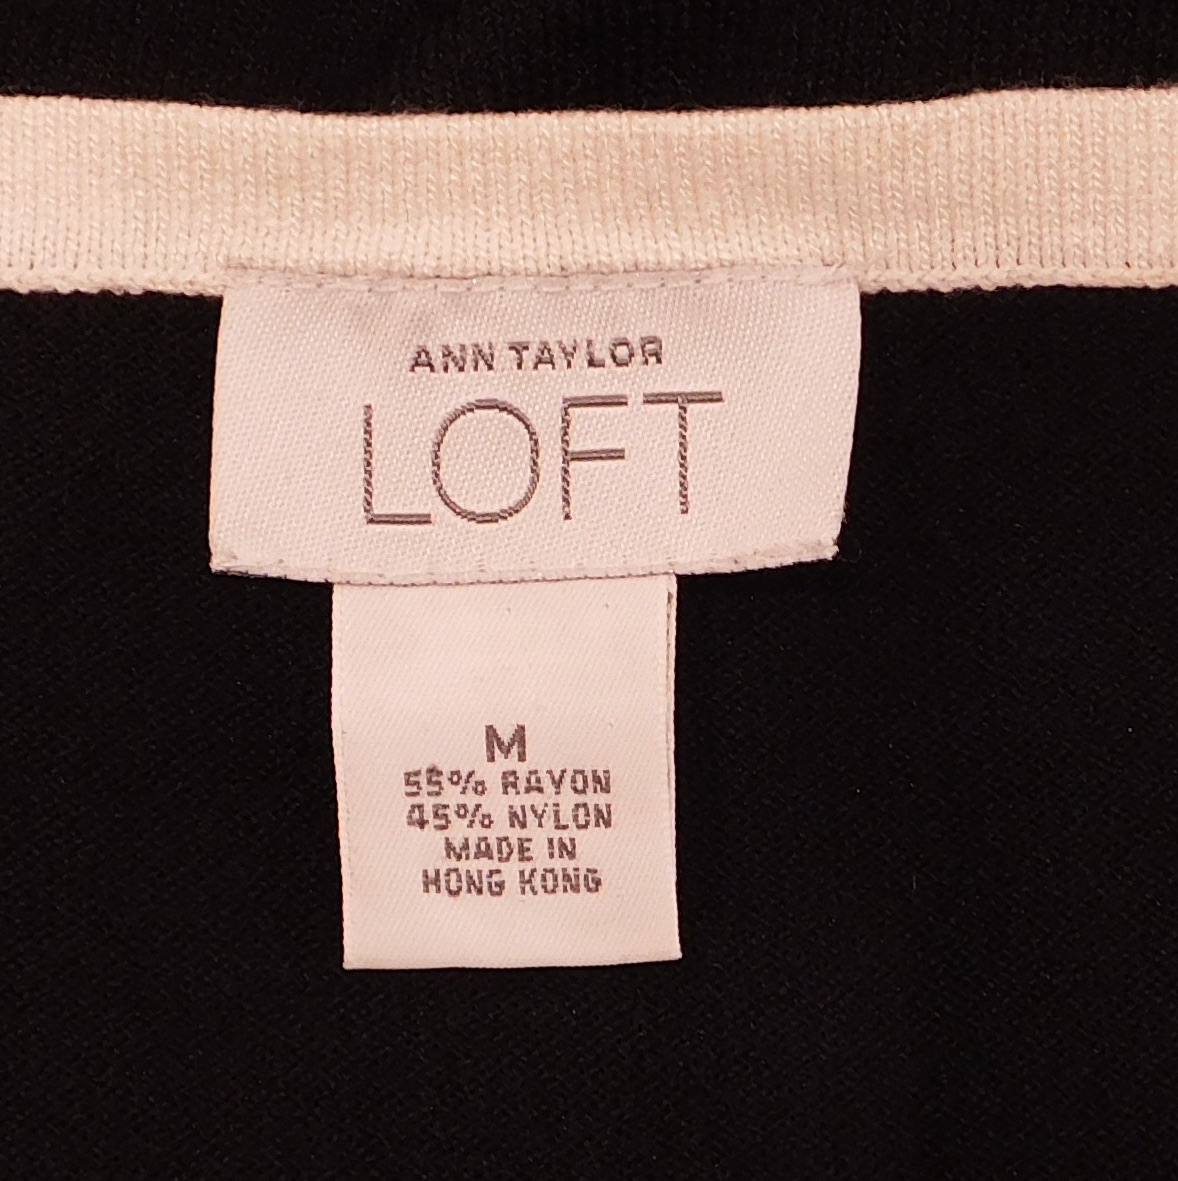 ANN TAYLOR
LOFT
M
55% RAYON
45% NYLON
MADE IN
HONG KONG